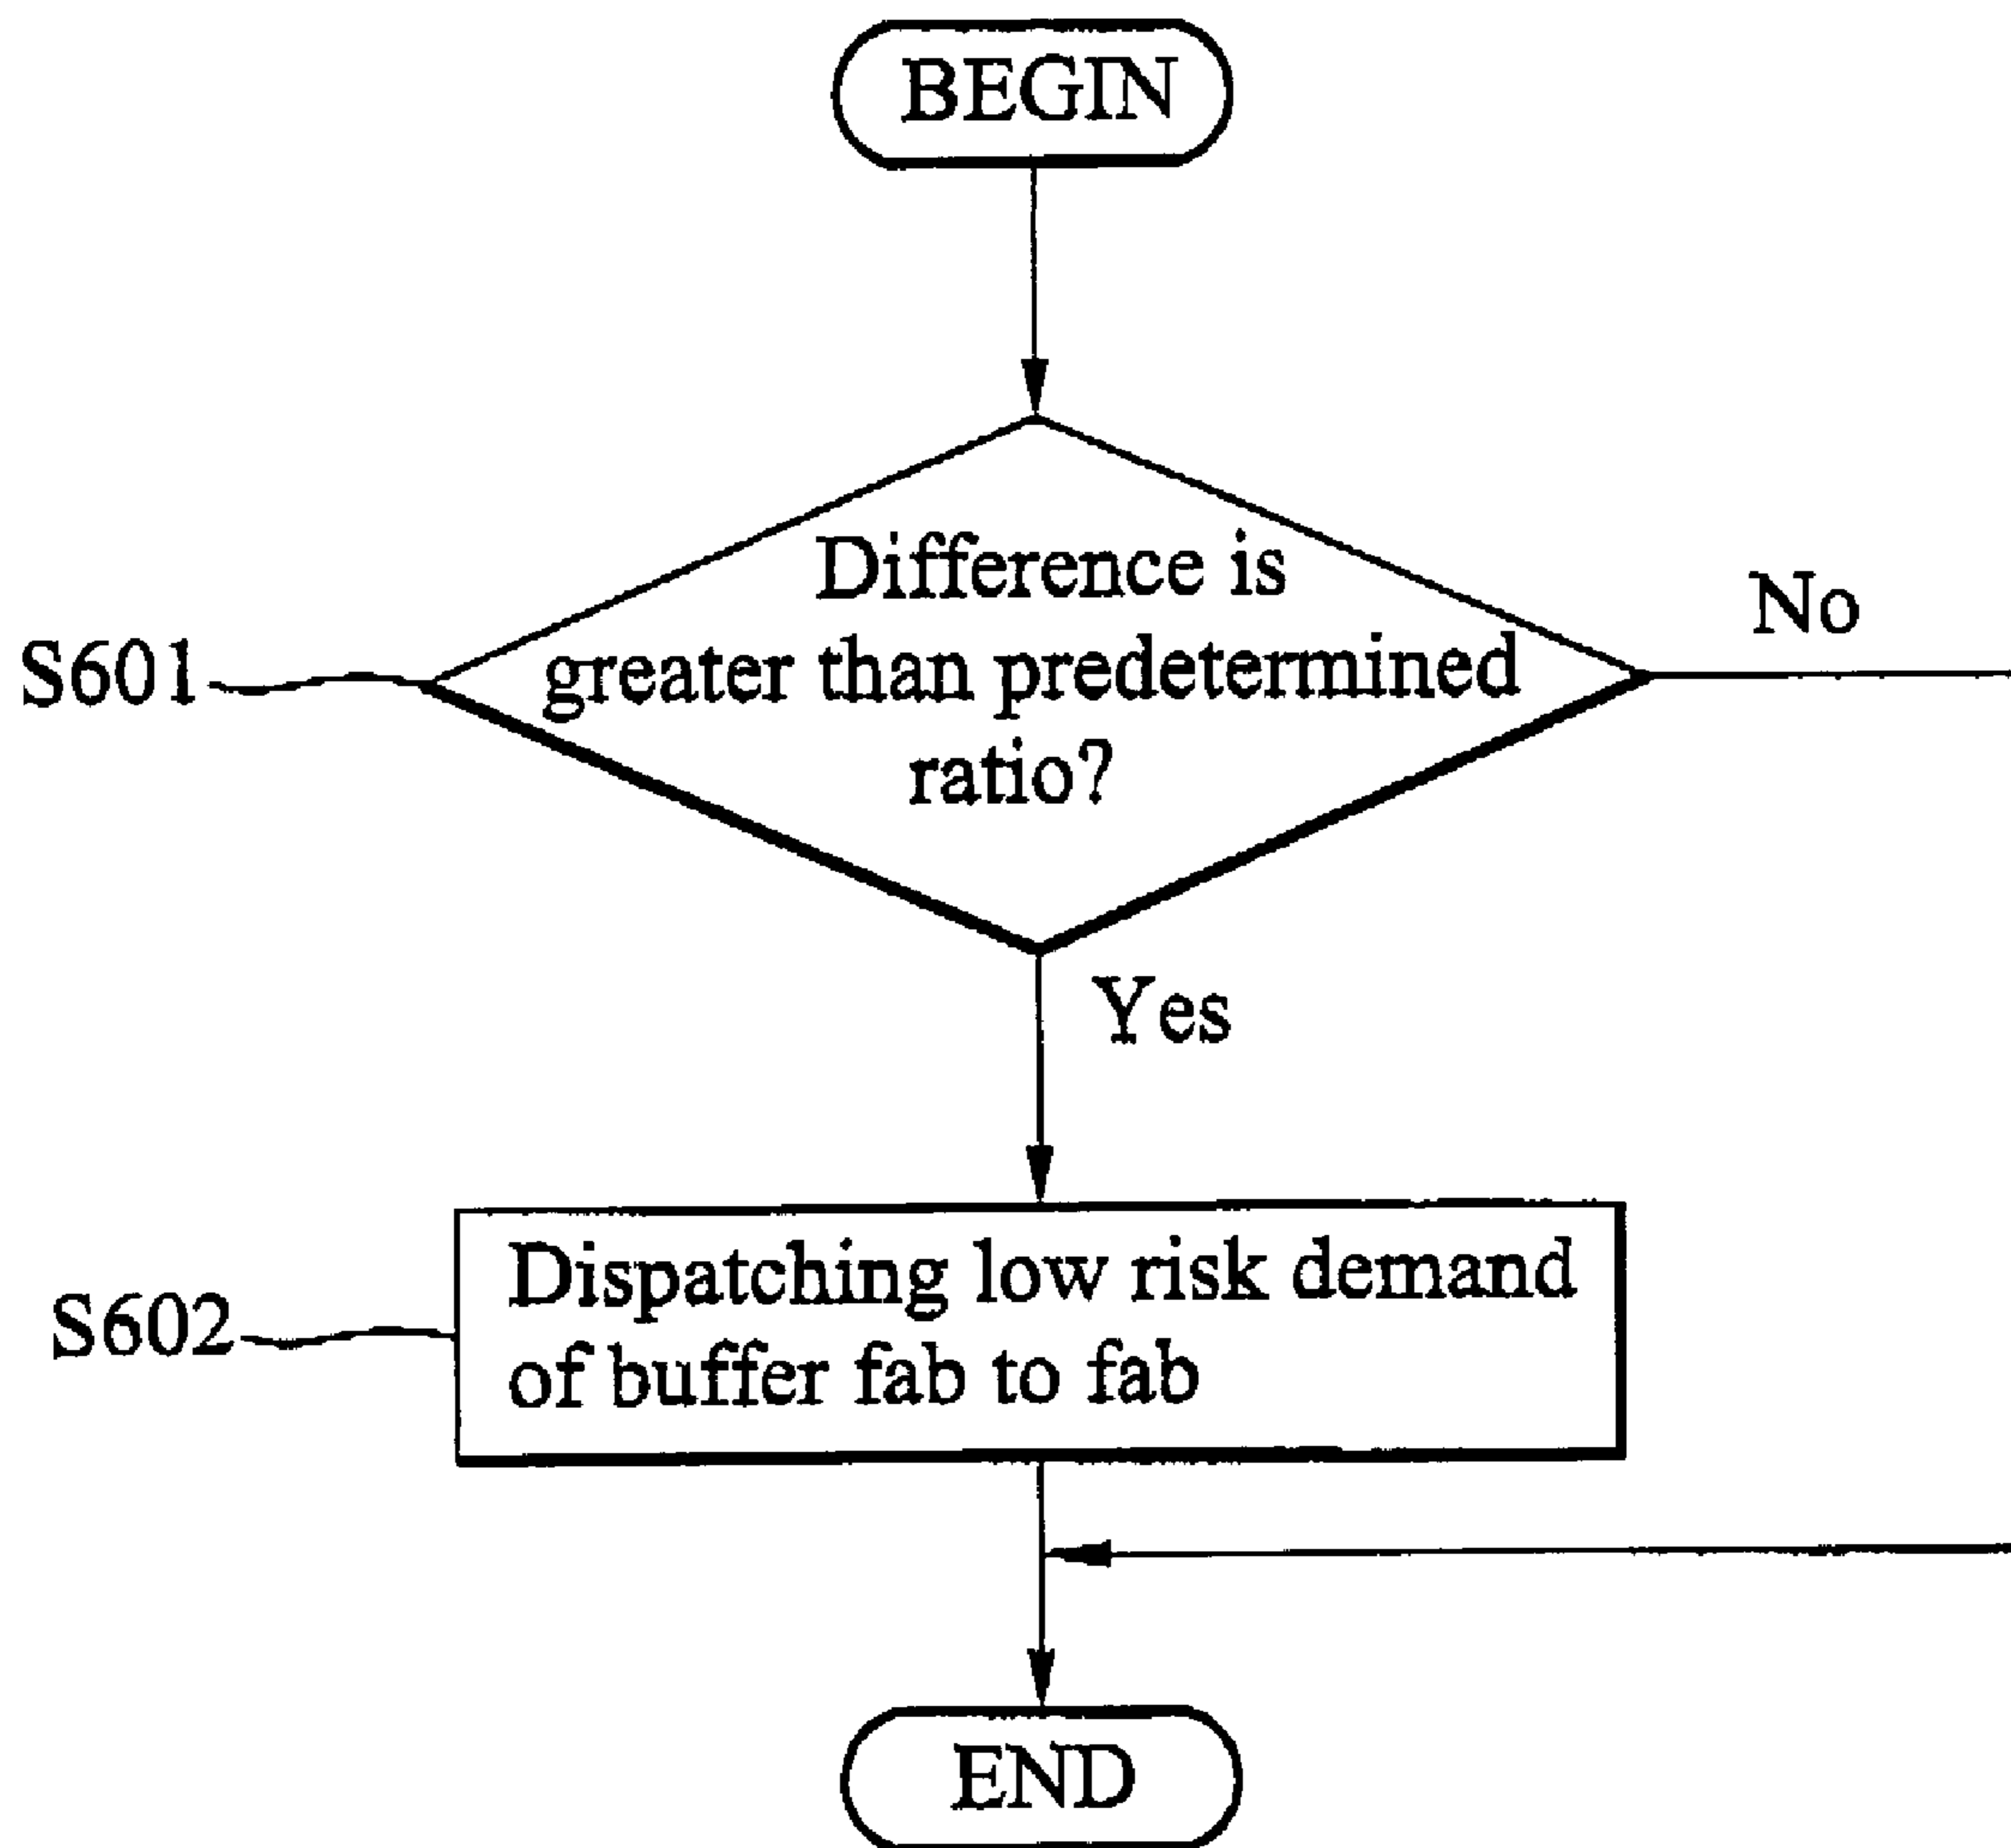 BEGIN
Difference is
greater than predetermined
ratio?
No
S601
Yes
Dispatching low risk demand
of buffer fab to fab
S602
END